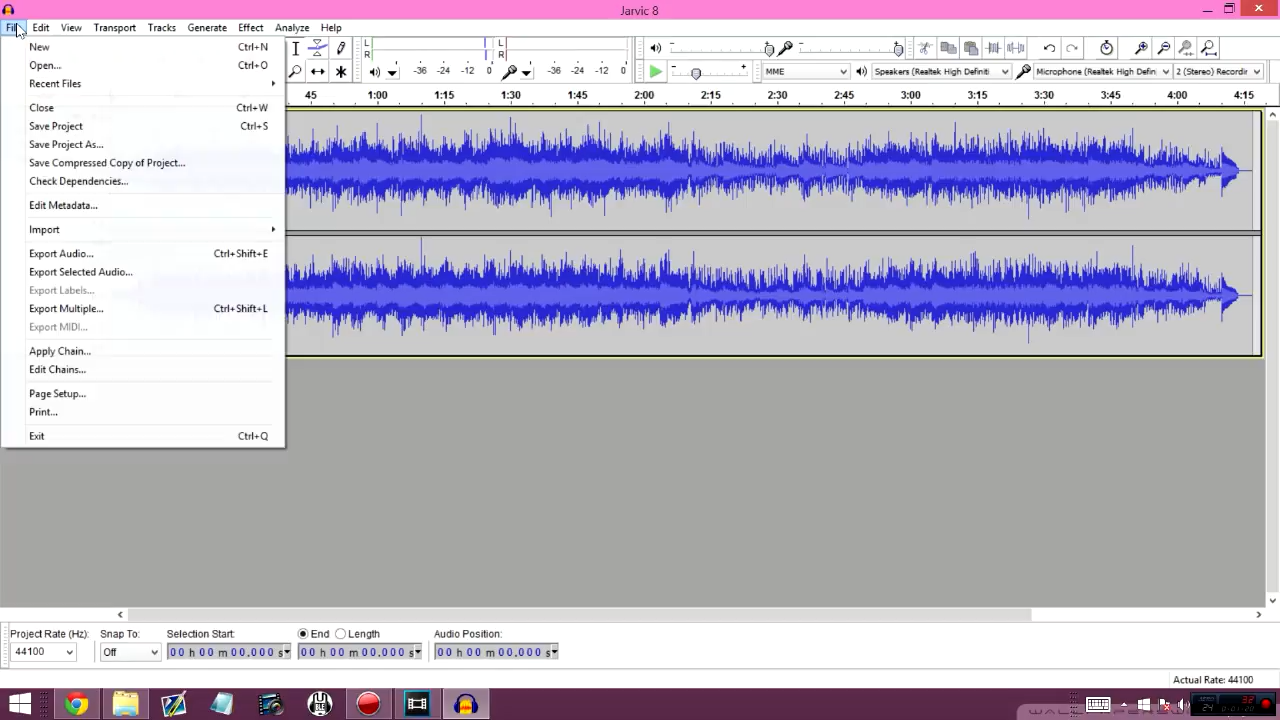 Jarvic 8
File Edit View Transport Tracks Generate Effect Analyze Help
New Ctrl+N
Open... Ctrl+O
Recent Files
Close Ctrl+W
Save Project Ctrl+S
Save Project As...
Save Compressed Copy of Project...
Check Dependencies...
Edit Metadata...
Import
Export Audio... Ctrl+Shift+E
Export Selected Audio...
Export Labels...
Export Multiple... Ctrl+Shift+L
Export MIDI...
Apply Chain...
Edit Chains...
Page Setup...
Print...
Exit Ctrl+Q
L L
R R
-36 -24 -12 0 -36 -24 -12 0
MME Speakers (Realtek High Definiti Microphone (Realtek High Defin 2 (Stereo) Recordir
45 1:00 1:15 1:30 1:45 2:00 2:15 2:30 2:45 3:00 3:15 3:30 3:45 4:00 4:15
Project Rate (Hz): Snap To: Selection Start: End Length Audio Position:
44100 Off 00 h 00 m 00.000 s 00 h 00 m 00.000 s 00 h 00 m 00.000 s
Actual Rate: 44100